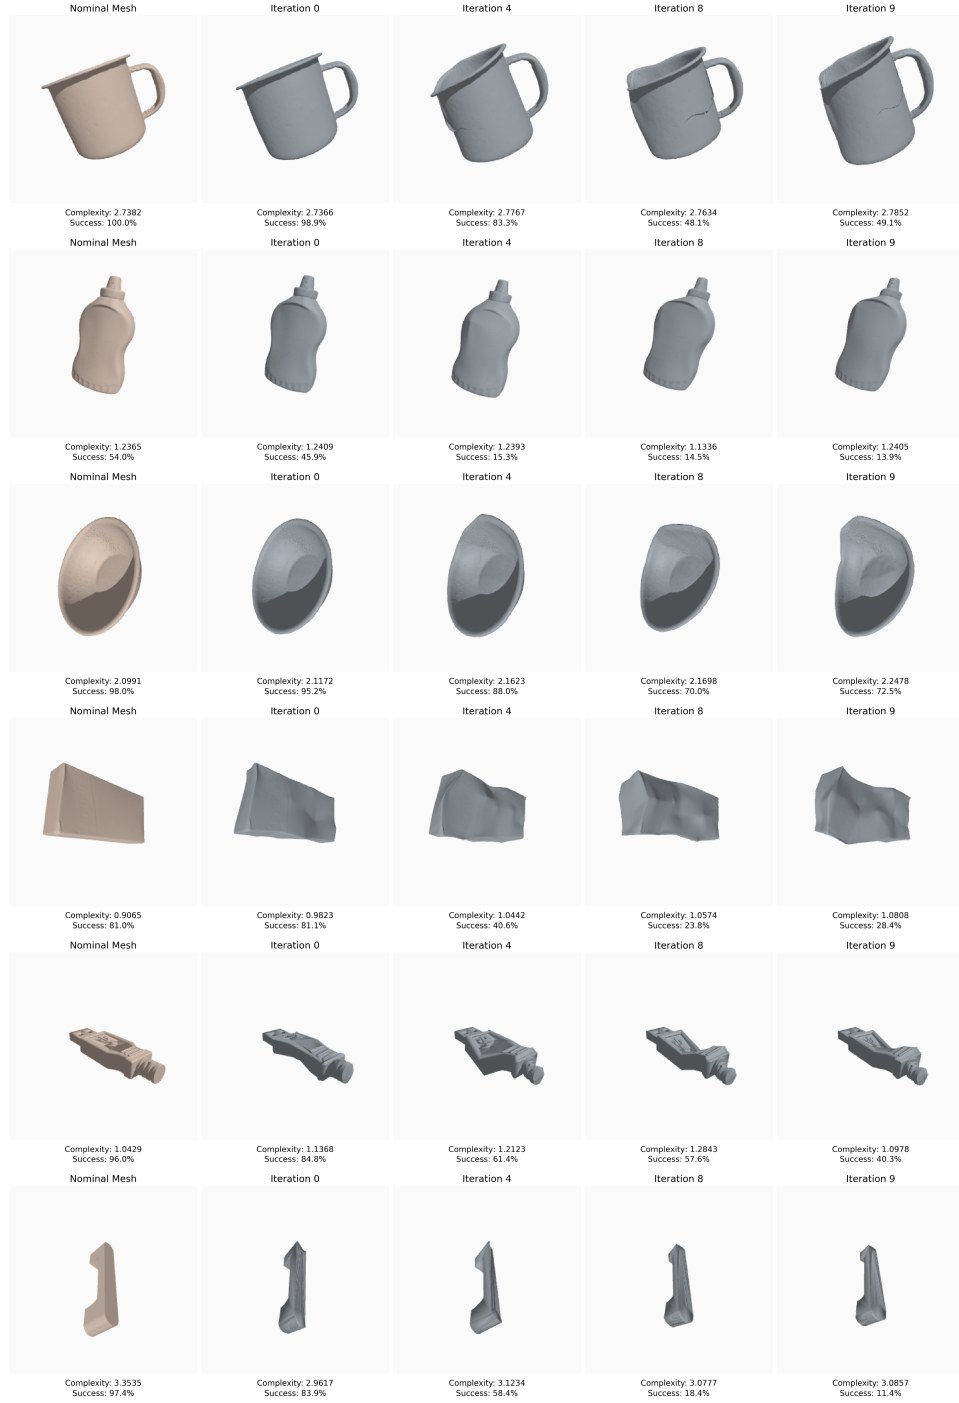 Nominal Mesh Iteration 0 Iteration 4 Iteration 8 Iteration 9
Complexity: 2.7382 Complexity: 2.7366 Complexity: 2.7767 Complexity: 2.7634 Complexity: 2.7852
Success: 100.0% Success: 98.9% Success: 83.3% Success: 48.1% Success: 49.1%
Nominal Mesh Iteration 0 Iteration 4 Iteration 8 Iteration 9
Complexity: 1.2365 Complexity: 1.2409 Complexity: 1.2393 Complexity: 1.1336 Complexity: 1.2405
Success: 54.0% Success: 45.9% Success: 15.3% Success: 14.5% Success: 13.9%
Nominal Mesh Iteration 0 Iteration 4 Iteration 8 Iteration 9
Complexity: 2.0991 Complexity: 2.1172 Complexity: 2.1623 Complexity: 2.1698 Complexity: 2.2478
Success: 98.0% Success: 95.2% Success: 88.0% Success: 70.0% Success: 72.5%
Nominal Mesh Iteration 0 Iteration 4 Iteration 8 Iteration 9
Complexity: 0.9065 Complexity: 0.9823 Complexity: 1.0442 Complexity: 1.0574 Complexity: 1.0808
Success: 81.0% Success: 81.1% Success: 40.6% Success: 23.8% Success: 28.4%
Nominal Mesh Iteration 0 Iteration 4 Iteration 8 Iteration 9
Complexity: 1.0429 Complexity: 1.1368 Complexity: 1.2123 Complexity: 1.2843 Complexity: 1.0978
Success: 96.0% Success: 84.8% Success: 61.4% Success: 57.6% Success: 40.3%
Nominal Mesh Iteration 0 Iteration 4 Iteration 8 Iteration 9
Complexity: 3.3535 Complexity: 2.9617 Complexity: 3.1234 Complexity: 3.0777 Complexity: 3.0857
Success: 97.4% Success: 83.9% Success: 58.4% Success: 18.4% Success: 11.4%